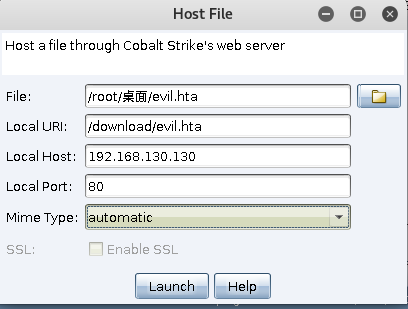 Host File
Host a file through Cobalt Strike's web server
File: /root/桌面/evil.hta
Local URI: /download/evil.hta
Local Host: 192.168.130.130
Local Port: 80
Mime Type: automatic
SSL: Enable SSL
Launch Help